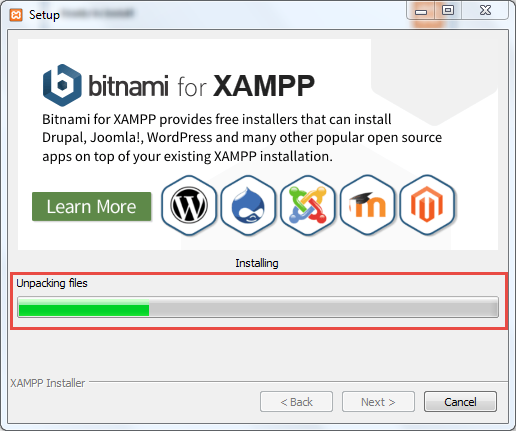 Setup
bitnami for XAMPP
Bitnami for XAMPP provides free installers that can install
Drupal, Joomla!, WordPress and many other popular open source
apps on top of your existing XAMPP installation.
Learn More
Installing
Unpacking files
XAMPP Installer
< Back
Next >
Cancel